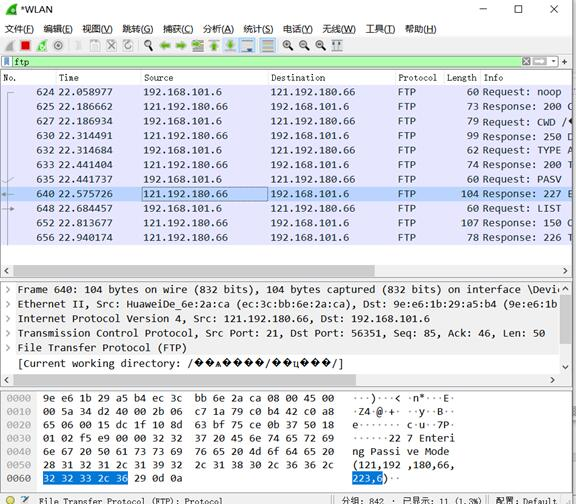 *WLAN
文件(F) 编辑(E) 视图(V) 跳转(G) 捕获(C) 分析(A) 统计(S) 电话(Y) 无线(W) 工具(T) 帮助(H)
ftp
No. Time Source Destination Protocol Length Info
624 22.058977 192.168.101.6 121.192.180.66 FTP 60 Request: noop
625 22.186662 121.192.180.66 192.168.101.6 FTP 73 Response: 200 C
627 22.186934 192.168.101.6 121.192.180.66 FTP 79 Request: CWD /�
630 22.314491 121.192.180.66 192.168.101.6 FTP 99 Response: 250 D
632 22.314684 192.168.101.6 121.192.180.66 FTP 62 Request: TYPE A
633 22.441404 121.192.180.66 192.168.101.6 FTP 74 Response: 200 T
635 22.441737 192.168.101.6 121.192.180.66 FTP 60 Request: PASV
640 22.575726 121.192.180.66 192.168.101.6 FTP 104 Response: 227 E
648 22.684457 192.168.101.6 121.192.180.66 FTP 60 Request: LIST
652 22.813677 121.192.180.66 192.168.101.6 FTP 107 Response: 150 O
656 22.940174 121.192.180.66 192.168.101.6 FTP 78 Response: 226 T
Frame 640: 104 bytes on wire (832 bits), 104 bytes captured (832 bits) on interface \Devi
Ethernet II, Src: HuaweiDe_6e:2a:ca (ec:3c:bb:6e:2a:ca), Dst: 9e:e6:1b:29:a5:b4 (9e:e6:1b
Internet Protocol Version 4, Src: 121.192.180.66, Dst: 192.168.101.6
Transmission Control Protocol, Src Port: 21, Dst Port: 56351, Seq: 85, Ack: 46, Len: 50
File Transfer Protocol (FTP)
[Current working directory: /��ѧ����/��ц���/]
0000 9e e6 1b 29 a5 b4 ec 3c bb 6e 2a ca 08 00 45 00 ···)···< ·n*···E·
0010 00 5a 34 d2 40 00 2b 06 c7 1a 79 c0 b4 42 c0 a8 ·Z4·@·+· ··y··B··
0020 65 06 00 15 dc 1f 10 8d 63 bf 75 ce 0b 37 50 18 e······· c·u··7P·
0030 01 02 f5 e9 00 00 32 32 37 20 45 6e 74 65 72 69 ······22 7 Enteri
0040 6e 67 20 50 61 73 73 69 76 65 20 4d 6f 64 65 20 ng Passi ve Mode
0050 28 31 32 31 2c 31 39 32 2c 31 38 30 2c 36 36 2c (121,192 ,180,66,
0060 32 32 33 2c 36 29 0d 0a 223,6)··
File Transfer Protocol (FTP): Protocol 分组: 842 · 已显示: 11 (1.3%) 配置: Default